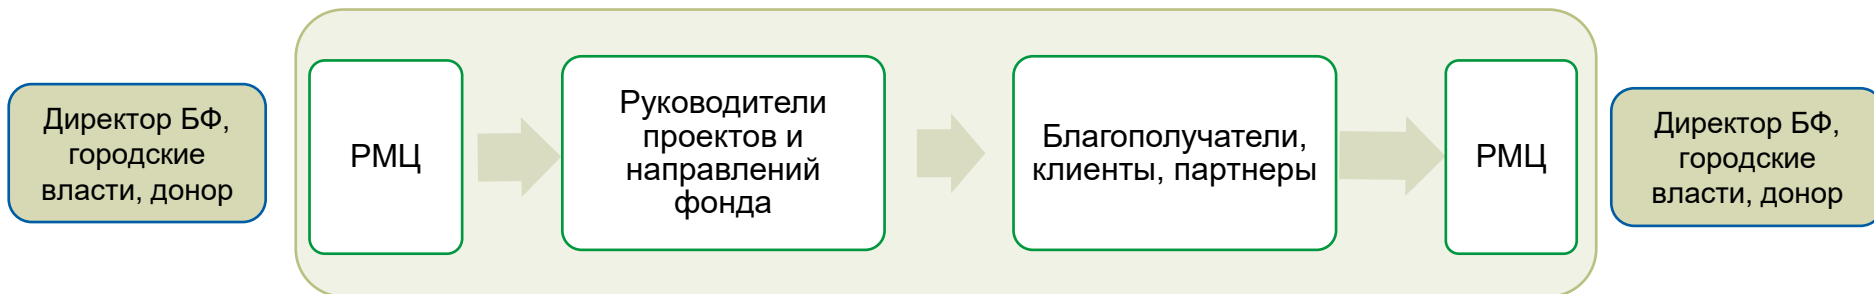 Директор БФ,
городские
власти, донор
РМЦ
Руководители
проектов и
направлений
фонда
Благополучатели,
клиенты, партнеры
РМЦ
Директор БФ,
городские
власти, донор